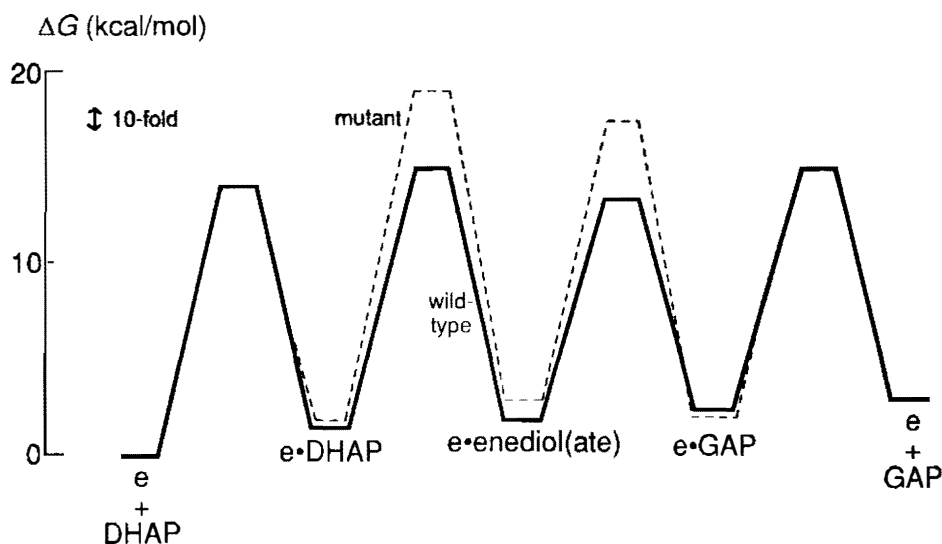 ΔG (kcal/mol)
20
↕ 10-fold
mutant
10
wild-
type
0
e
+
DHAP
e•DHAP
e•enediol(ate)
e•GAP
e
+
GAP